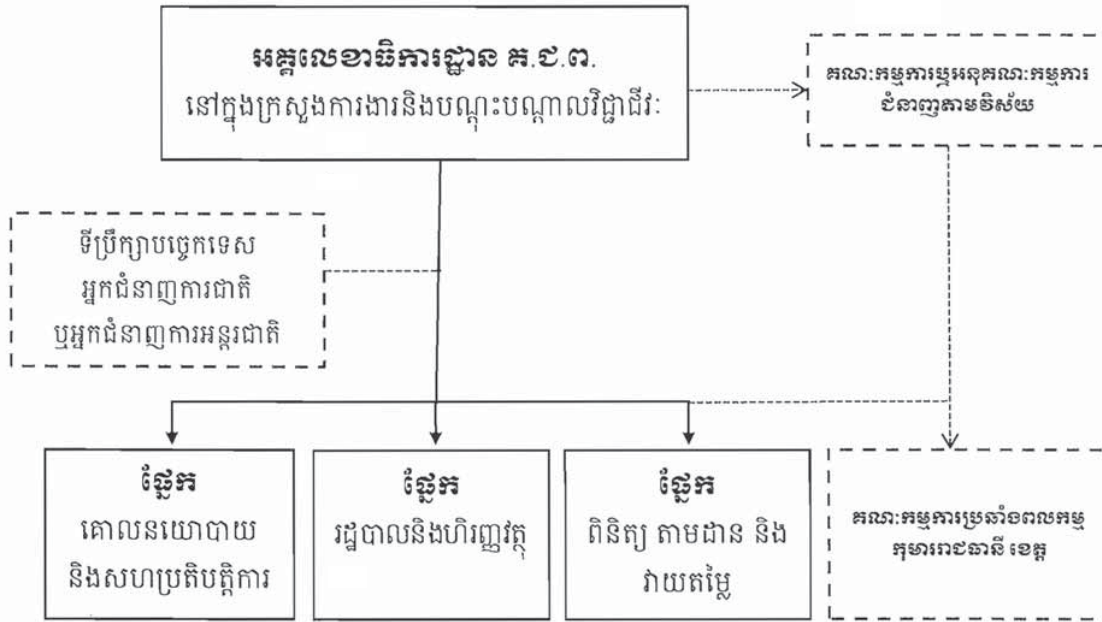 អគ្គលេខាធិការដ្ឋាន គ.ជ.ព.
នៅក្នុងក្រសួងការងារនិងបណ្តុះបណ្តាលវិជ្ជាជីវៈ
គណៈកម្មការឬអនុគណៈកម្មការ
ជំនាញតាមវិស័យ
ទីប្រឹក្សាបច្ចេកទេស
អ្នកជំនាញការជាតិ
ឬអ្នកជំនាញការអន្តរជាតិ
ផ្នែក
គោលនយោបាយ
និងសហប្រតិបត្តិការ
ផ្នែក
រដ្ឋបាលនិងហិរញ្ញវត្ថុ
ផ្នែក
ពិនិត្យ តាមដាន និង
វាយតម្លៃ
គណៈកម្មការប្រឆាំងពលកម្ម
កុមាររាជធានី ខេត្ត